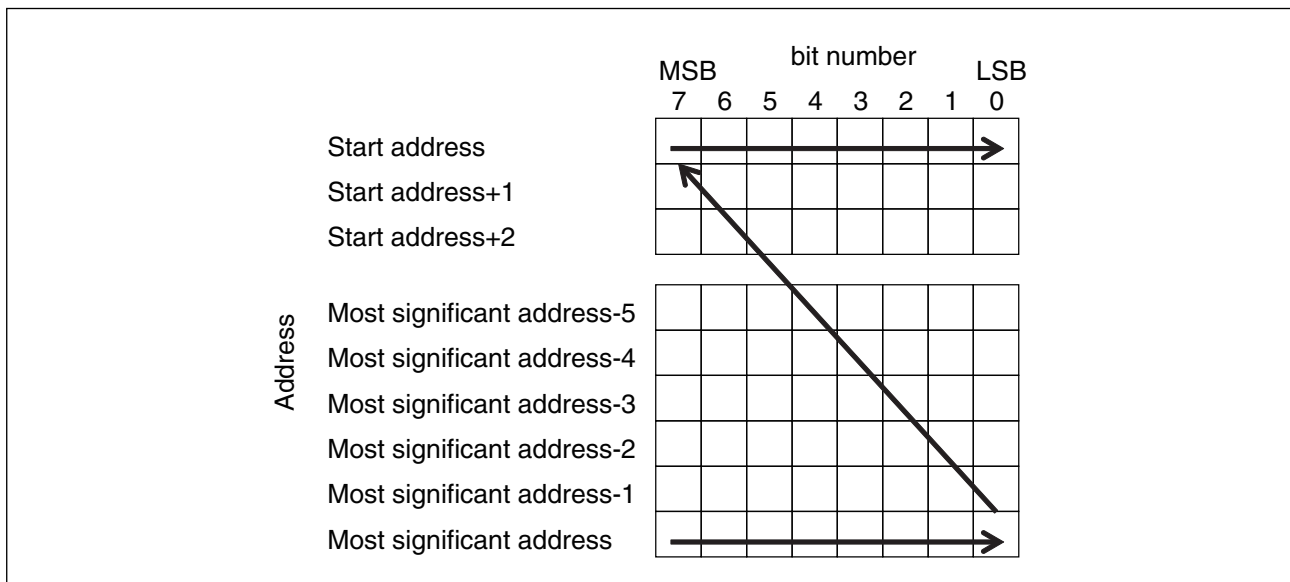 bit number
MSB LSB
7 6 5 4 3 2 1 0
Start address
Start address+1
Start address+2
Address
Most significant address-5
Most significant address-4
Most significant address-3
Most significant address-2
Most significant address-1
Most significant address